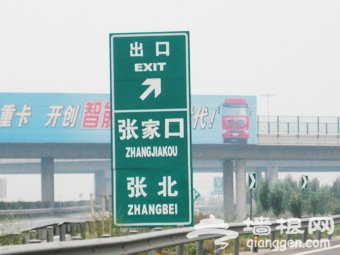 出口
EXIT
张家口
ZHANGJIAKOU
张北
ZHANGBEI
重卡 开创智能 代!
墙根网
qianggen.com